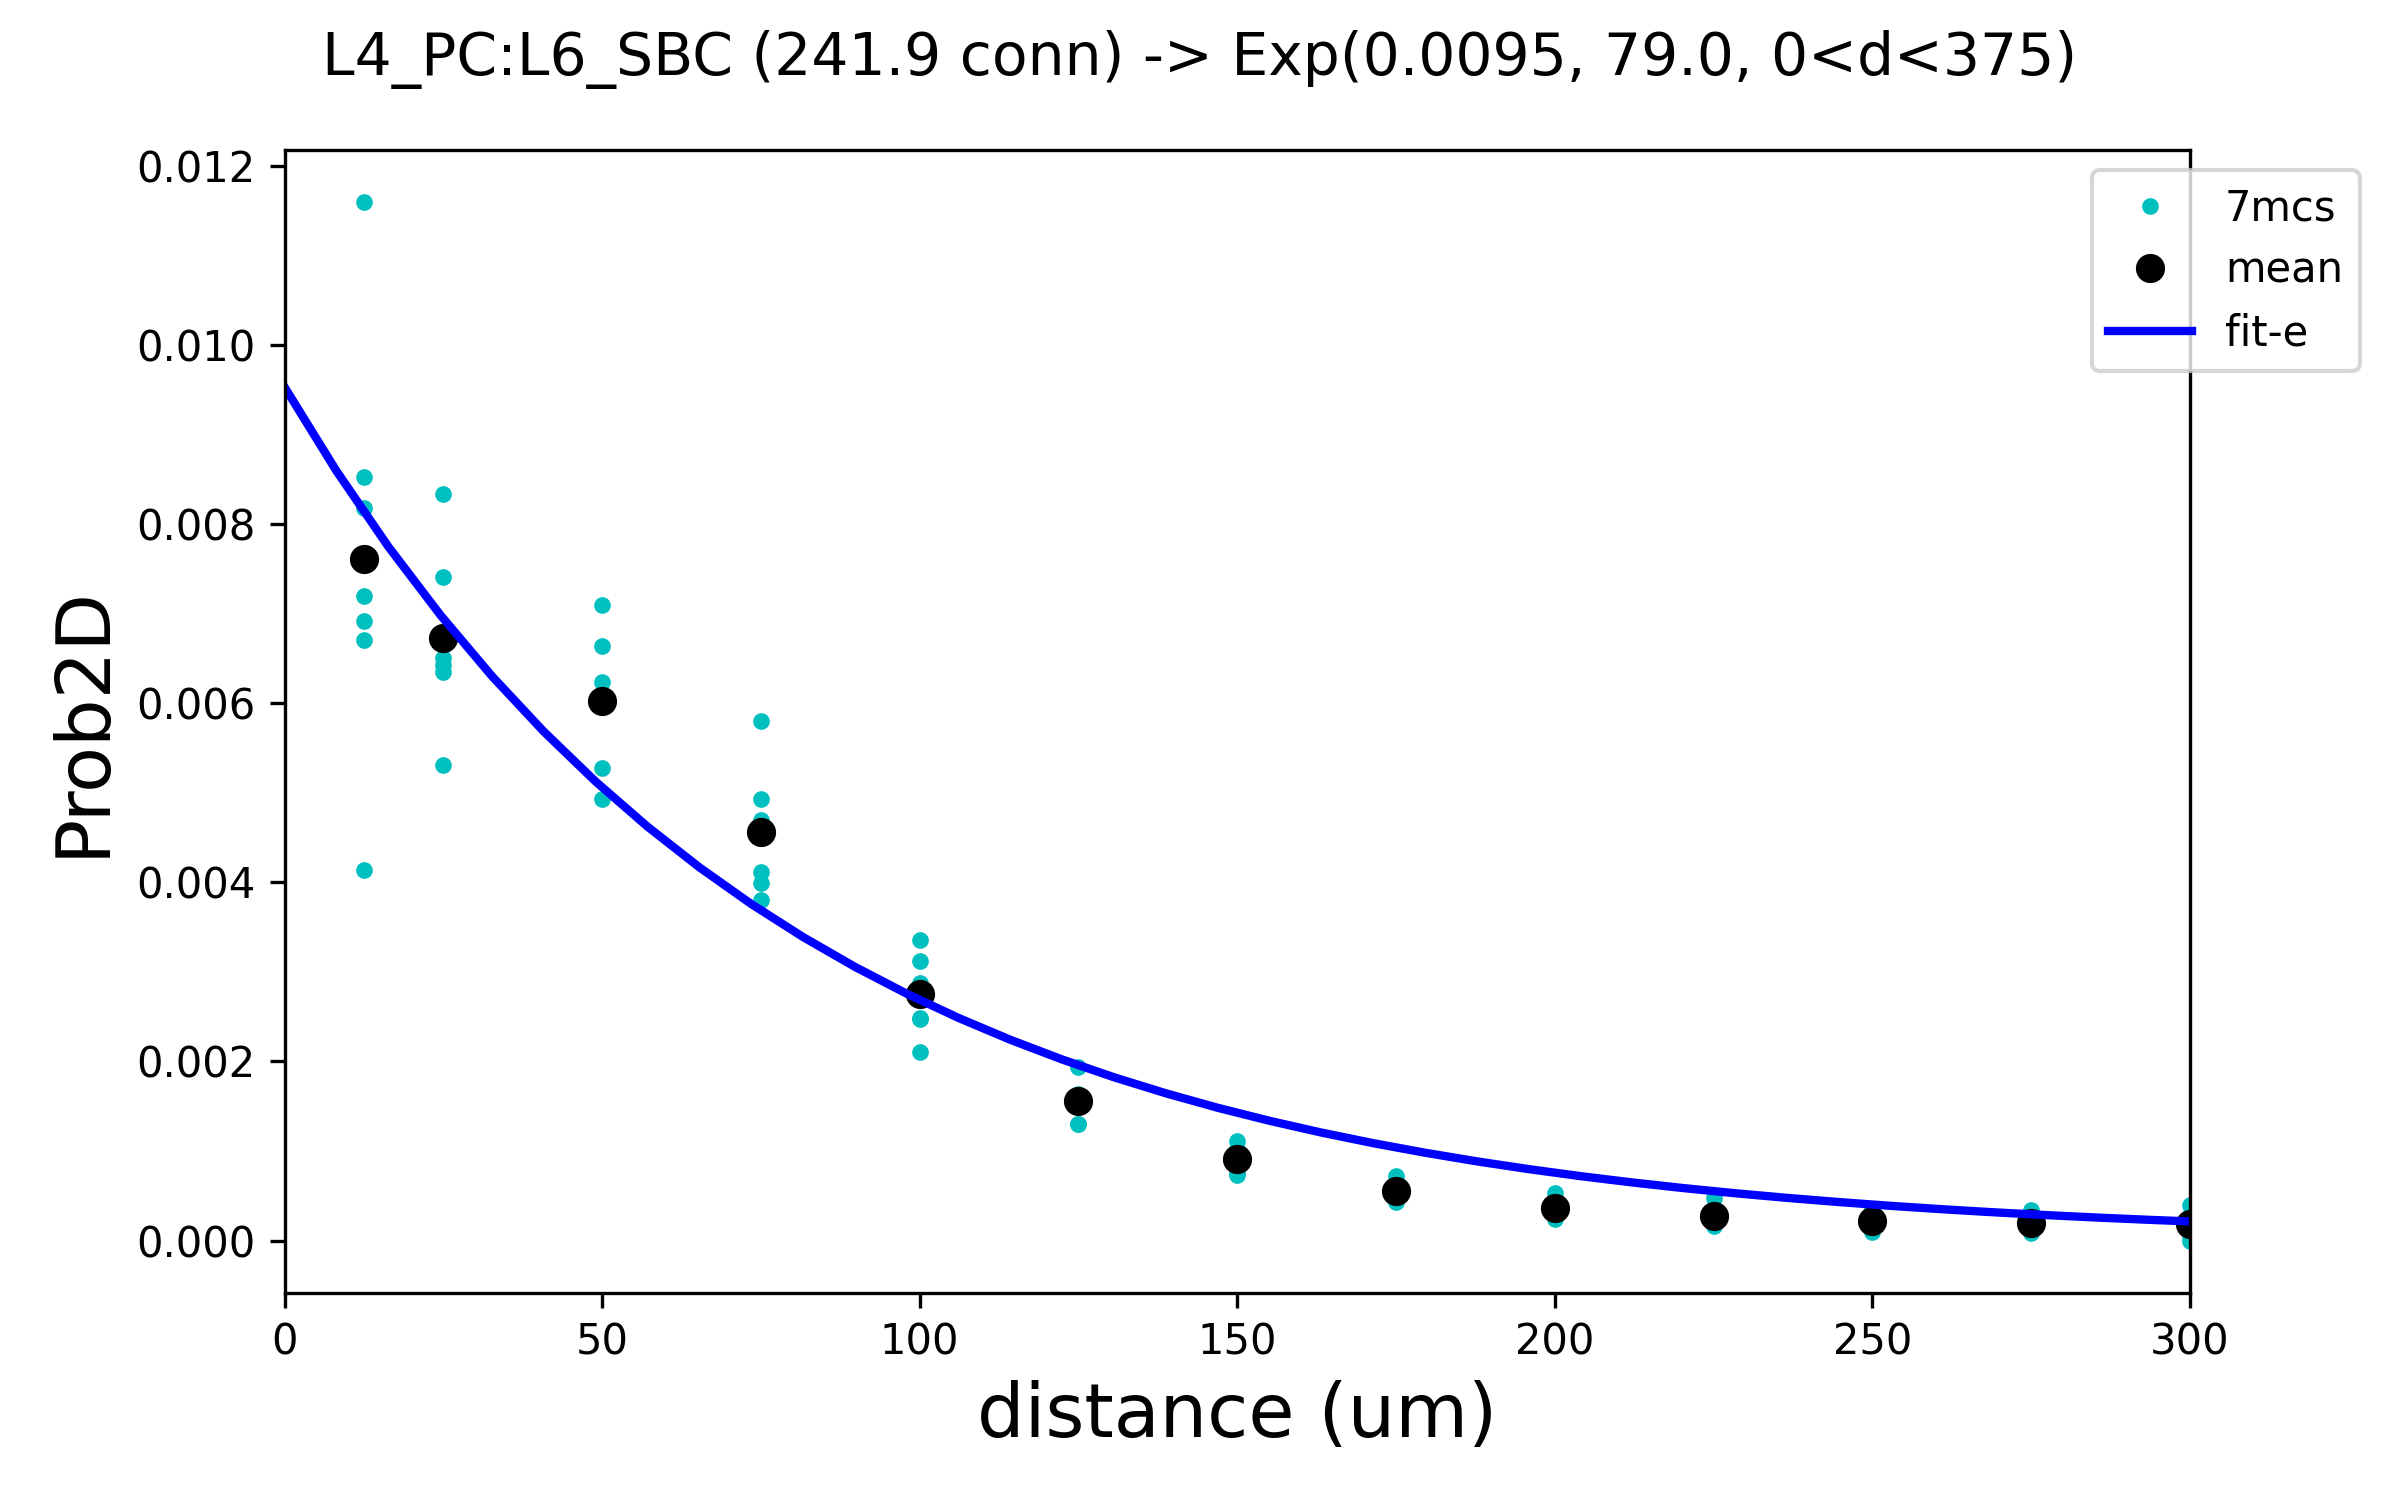 L4_PC:L6_SBC (241.9 conn) -> Exp(0.0095, 79.0, 0<d<375)
0.012
0.010
0.008
0.006
0.004
0.002
0.000
Prob2D
7mcs
mean
fit-e
0 50 100 150 200 250 300
distance (um)